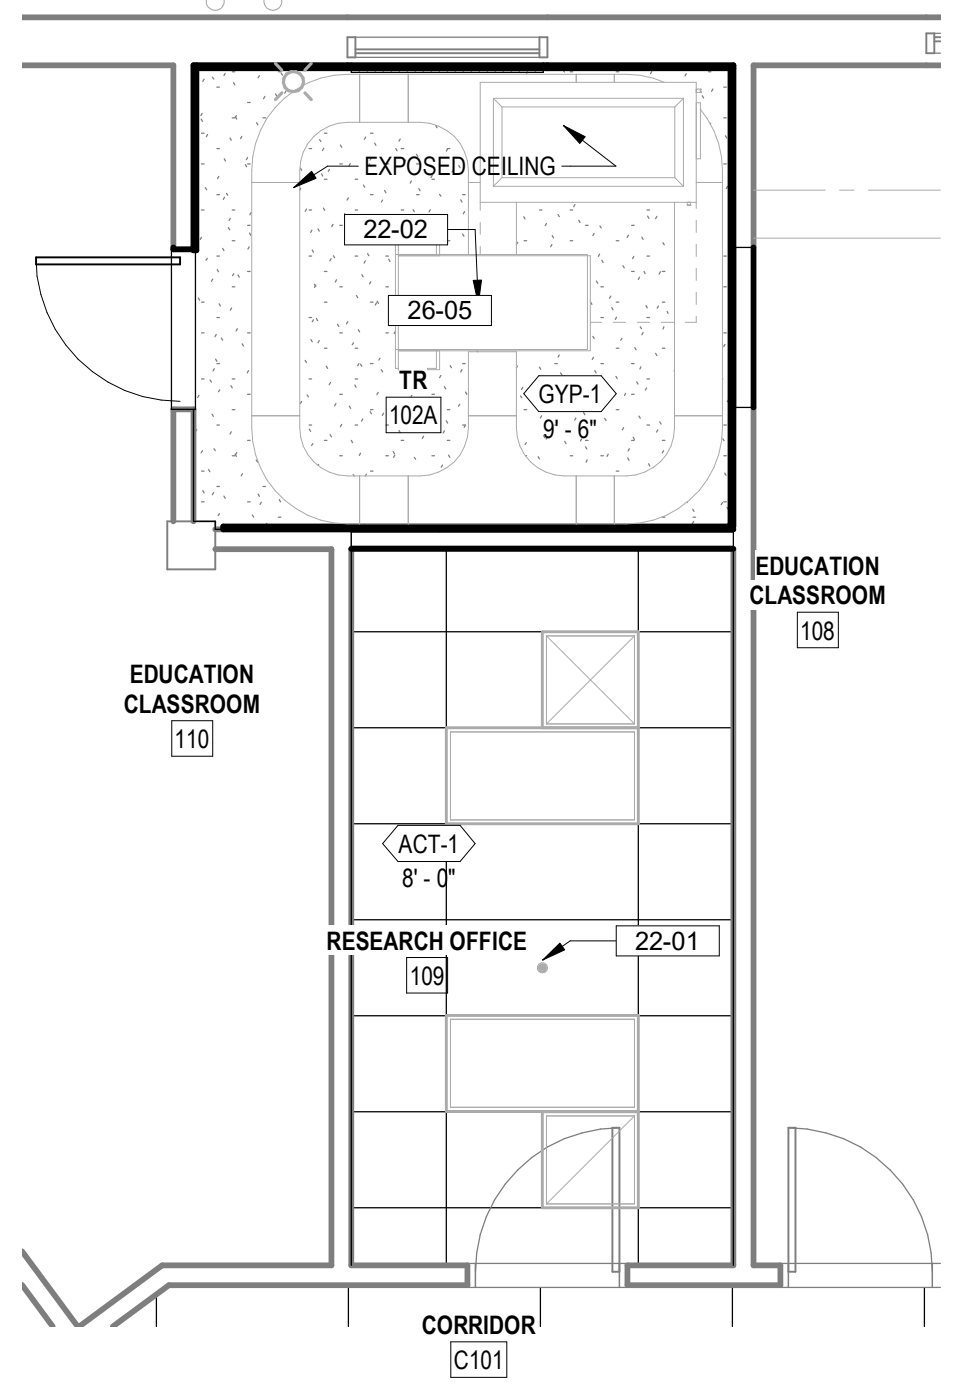 EXPOSED CEILING
22-02
26-05
TR
102A
GYP-1
9' - 6"
EDUCATION
CLASSROOM
108
EDUCATION
CLASSROOM
110
ACT-1
8' - 0"
RESEARCH OFFICE
109
22-01
CORRIDOR
C101